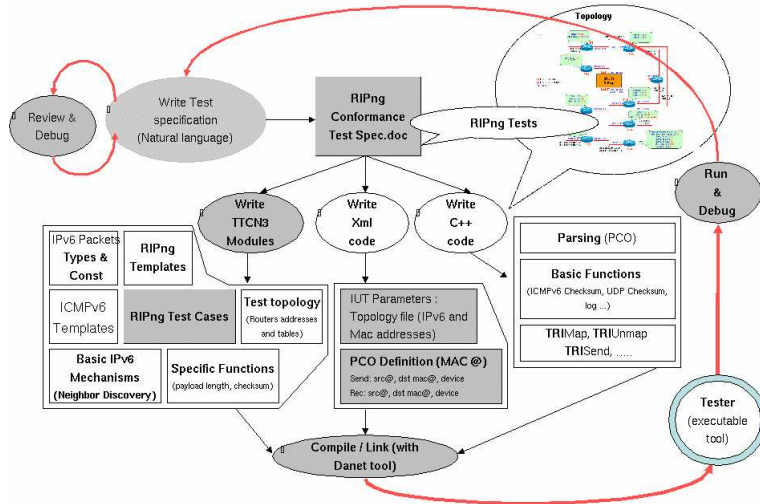 Topology
Review &
Debug
Write Test
specification
(Natural language)
RIPng
Conformance
Test Spec.doc
RIPng Tests
Run
&
Debug
Write
TTCN3
Modules
Write
Xml
code
Write
C++
code
IPv6 Packets
Types &
Const
RIPng
Templates
ICMPv6
Templates
RIPng Test Cases
Test topology
(Routers addresses
and tables)
Basic IPv6
Mechanisms
(Neighbor Discovery)
Specific Functions
(payload length, checksum)
IUT Parameters :
Topology file (IPv6 and
Mac addresses)
PCO Definition (MAC @)
Send: src@, dst mac@, device
Rec: src@, dst mac@, device
Parsing (PCO)
Basic Functions
(ICMPv6 Checksum, UDP Checksum,
log ...)
TRIMap, TRIUnmap
TRISend, .....
Tester
(executable
tool)
Compile / Link (with
Danet tool)